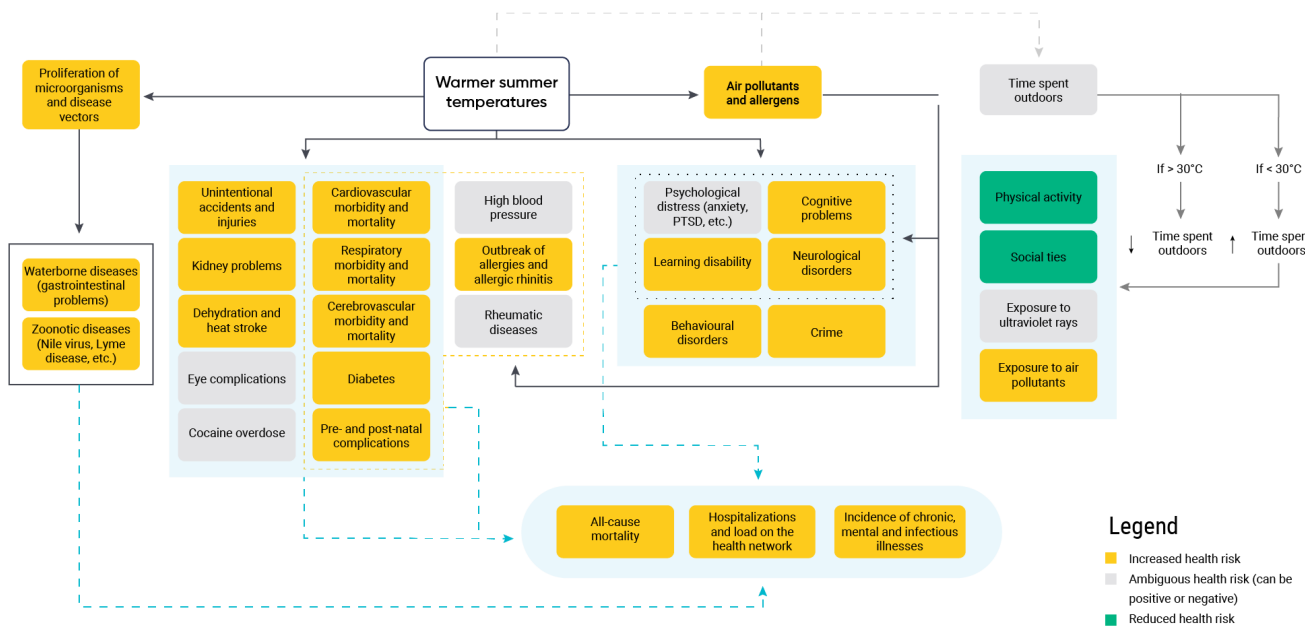 Proliferation of
microorganisms
and disease
vectors
Warmer summer
temperatures
Air pollutants
and allergens
Time spent
outdoors
If > 30°C
If < 30°C
↓ Time spent
outdoors
↑ Time spent
outdoors
Waterborne diseases
(gastrointestinal
problems)
Zoonotic diseases
(Nile virus, Lyme
disease, etc.)
Unintentional
accidents and
injuries
Kidney problems
Dehydration and
heat stroke
Eye complications
Cocaine overdose
Cardiovascular
morbidity and
mortality
Respiratory
morbidity and
mortality
Cerebrovascular
morbidity and
mortality
Diabetes
Pre- and post-natal
complications
High blood
pressure
Outbreak of
allergies and
allergic rhinitis
Rheumatic
diseases
Psychological
distress (anxiety,
PTSD, etc.)
Cognitive
problems
Learning disability
Neurological
disorders
Behavioural
disorders
Crime
Physical activity
Social ties
Exposure to
ultraviolet rays
Exposure to air
pollutants
All-cause
mortality
Hospitalizations
and load on the
health network
Incidence of chronic,
mental and infectious
illnesses
Legend
Increased health risk
Ambiguous health risk (can be
positive or negative)
Reduced health risk